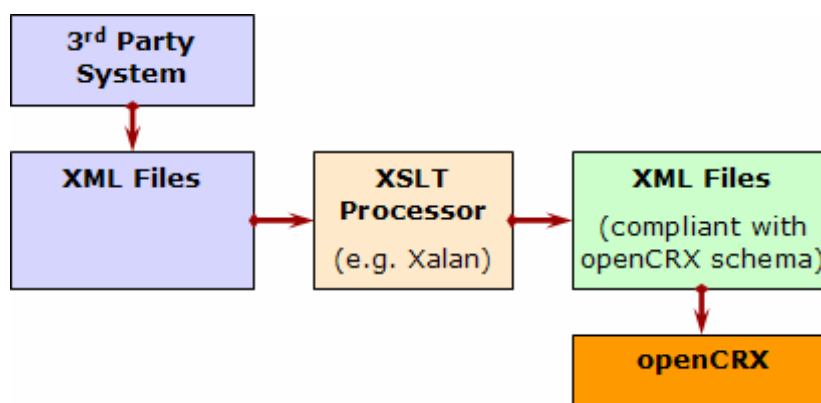 3rd Party
System
XML Files
XSLT
Processor
(e.g. Xalan)
XML Files
(compliant with
openCRX schema)
openCRX